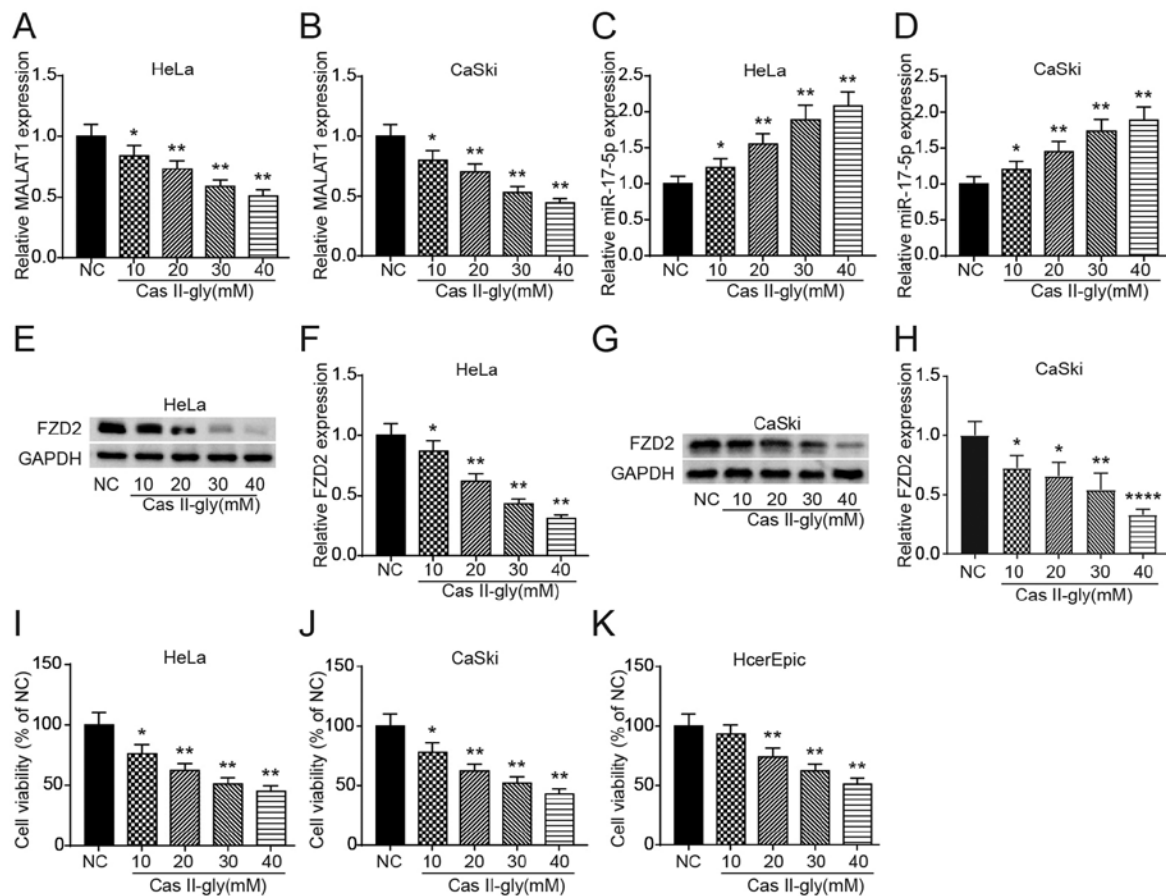 A
HeLa
Relative MALAT1 expression
1.5
1.0
0.5
0.0
*
**
**
**
NC 10 20 30 40
Cas II-gly(mM)
B
CaSki
Relative MALAT1 expression
1.5
1.0
0.5
0.0
*
**
**
**
NC 10 20 30 40
Cas II-gly(mM)
C
HeLa
Relative miR-17-5p expression
2.5
2.0
1.5
1.0
0.5
0.0
*
**
**
**
NC 10 20 30 40
Cas II-gly(mM)
D
CaSki
Relative miR-17-5p expression
2.5
2.0
1.5
1.0
0.5
0.0
*
**
**
**
NC 10 20 30 40
Cas II-gly(mM)
E
HeLa
FZD2
GAPDH
NC 10 20 30 40
Cas II-gly(mM)
F
HeLa
Relative FZD2 expression
1.5
1.0
0.5
0.0
*
**
**
**
NC 10 20 30 40
Cas II-gly(mM)
G
CaSki
FZD2
GAPDH
NC 10 20 30 40
Cas II-gly(mM)
H
CaSki
Relative FZD2 expression
1.5
1.0
0.5
0.0
*
*
**
****
NC 10 20 30 40
Cas II-gly(mM)
I
HeLa
Cell viability (% of NC)
150
100
50
0
*
**
**
**
NC 10 20 30 40
Cas II-gly(mM)
J
CaSki
Cell viability (% of NC)
150
100
50
0
*
**
**
**
NC 10 20 30 40
Cas II-gly(mM)
K
HcerEpic
Cell viability (% of NC)
150
100
50
0
**
**
**
NC 10 20 30 40
Cas II-gly(mM)